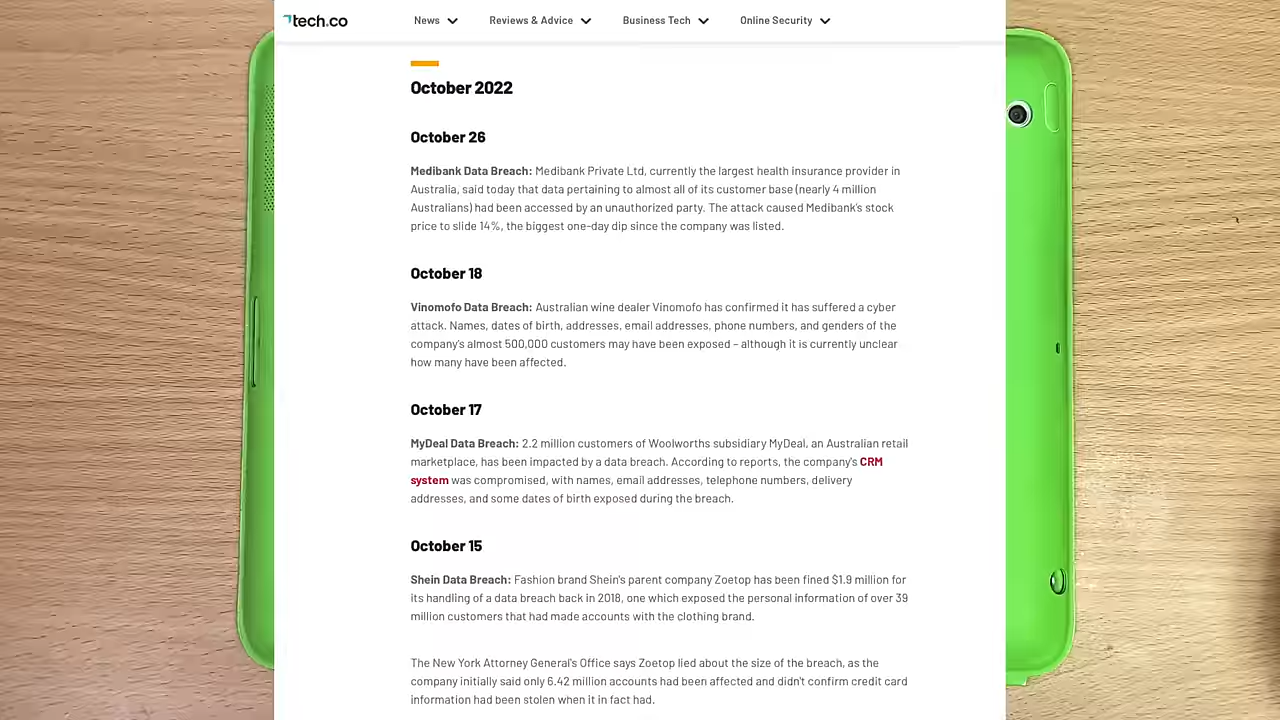 tech.co
News
Reviews & Advice
Business Tech
Online Security
October 2022
October 26
Medibank Data Breach: Medibank Private Ltd, currently the largest health insurance provider in
Australia, said today that data pertaining to almost all of its customer base (nearly 4 million
Australians) had been accessed by an unauthorized party. The attack caused Medibank's stock
price to slide 14%, the biggest one-day dip since the company was listed.
October 18
Vinomofo Data Breach: Australian wine dealer Vinomofo has confirmed it has suffered a cyber
attack. Names, dates of birth, addresses, email addresses, phone numbers, and genders of the
company's almost 500,000 customers may have been exposed – although it is currently unclear
how many have been affected.
October 17
MyDeal Data Breach: 2.2 million customers of Woolworths subsidiary MyDeal, an Australian retail
marketplace, has been impacted by a data breach. According to reports, the company's CRM
system was compromised, with names, email addresses, telephone numbers, delivery
addresses, and some dates of birth exposed during the breach.
October 15
Shein Data Breach: Fashion brand Shein's parent company Zoetop has been fined $1.9 million for
its handling of a data breach back in 2018, one which exposed the personal information of over 39
million customers that had made accounts with the clothing brand.
The New York Attorney General's Office says Zoetop lied about the size of the breach, as the
company initially said only 6.42 million accounts had been affected and didn't confirm credit card
information had been stolen when it in fact had.